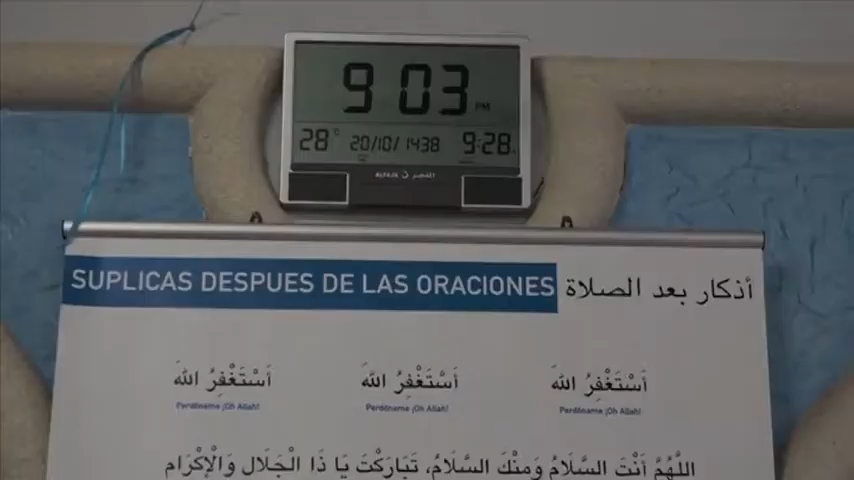 9 03 PM
28 °C 20/10/1438 9:28
ALFAJR الفجر
SUPLICAS DESPUES DE LAS ORACIONES أذكار بعد الصلاة
أَسْتَغْفِرُ اللهَ أَسْتَغْفِرُ اللهَ أَسْتَغْفِرُ اللهَ
Perdóname ¡Oh Allah! Perdóname ¡Oh Allah! Perdóname ¡Oh Allah!
اللَّهُمَّ أَنْتَ السَّلَامُ وَمِنْكَ السَّلَامُ، تَبَارَكْتَ يَا ذَا الْجَلَالِ وَالْإِكْرَامِ